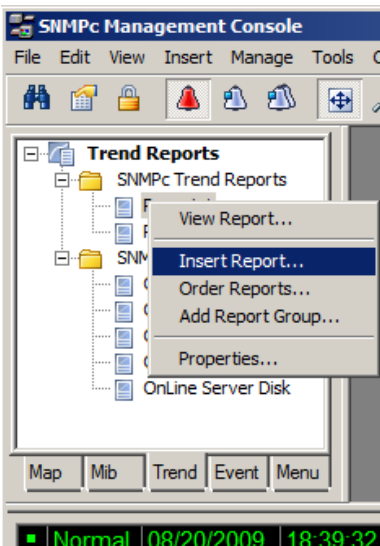 SNMPc Management Console
File Edit View Insert Manage Tools
Trend Reports
SNMPc Trend Reports
View Report...
Insert Report...
Order Reports...
Add Report Group...
Properties...
OnLine Server Disk
Map Mib Trend Event Menu
Normal 08/20/2009 18:39:32